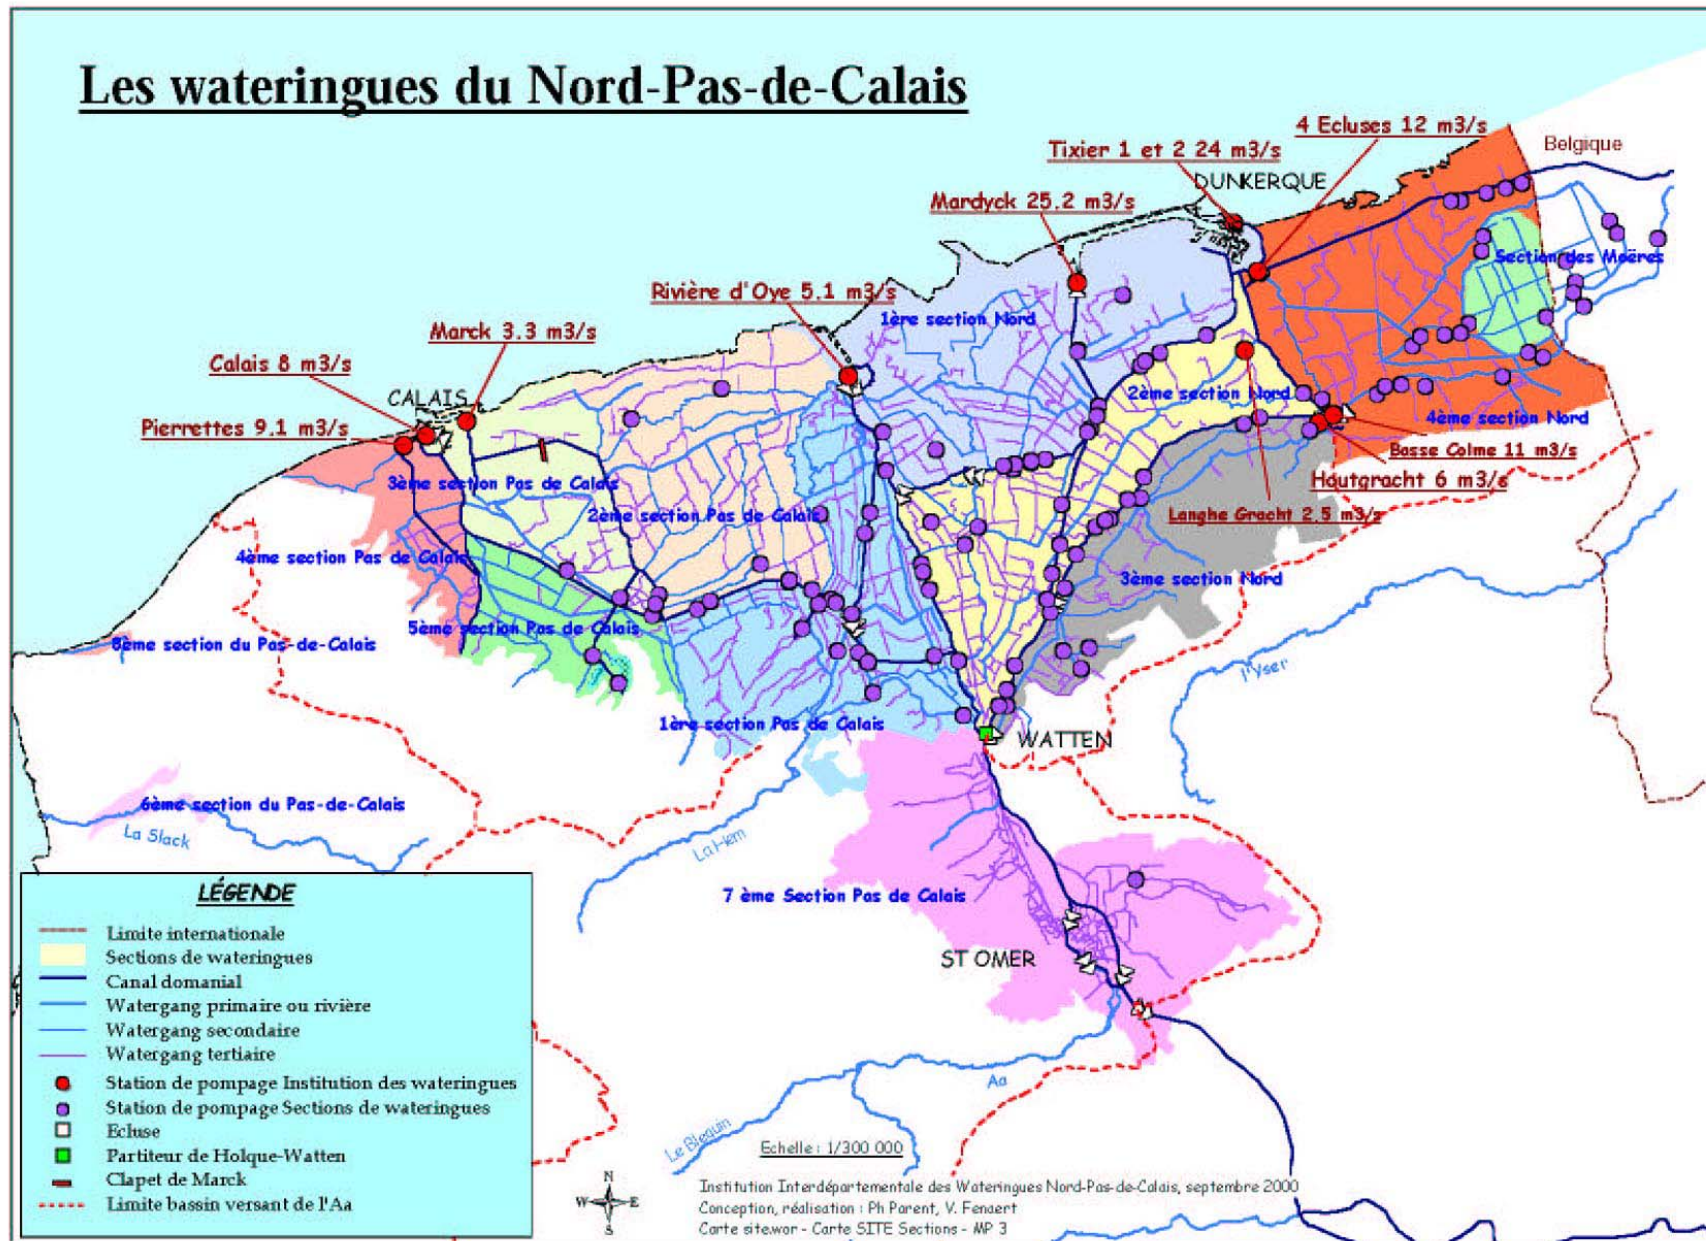 Les wateringues du Nord-Pas-de-Calais
4 Ecluses 12 m3/s
Belgique
Tixier 1 et 2 24 m3/s
DUNKERQUE
Mardyck 25.2 m3/s
Section des Moëres
Rivière d'Oye 5.1 m3/s
1ère section Nord
Marck 3.3 m3/s
Calais 8 m3/s
CALAIS
2ème section Nord
4ème section Nord
Pierrettes 9.1 m3/s
Basse Colme 11 m3/s
3ème section Pas de Calais
Houtgracht 6 m3/s
2ème section Pas de Calais
Langhe Gracht 2.5 m3/s
4ème section Pas de Calais
3ème section Nord
5ème section Pas de Calais
8ème section du Pas-de-Calais
l'Yser
1ère section Pas de Calais
WATTEN
6ème section du Pas-de-Calais
La Slack
La Hem
7 ème Section Pas de Calais
ST OMER
LÉGENDE
Limite internationale
Sections de wateringues
Canal domanial
Watergang primaire ou rivière
Watergang secondaire
Watergang tertiaire
Station de pompage Institution des wateringues
Station de pompage Sections de wateringues
Ecluse
Partiteur de Holque-Watten
Clapet de Marck
Limite bassin versant de l'Aa
Aa
Le Blequin
Echelle : 1/300 000
N
W E
S
Institution Interdépartementale des Wateringues Nord-Pas-de-Calais, septembre 2000
Conception, réalisation : Ph Parent, V. Fenaert
Carte site.wor - Carte SITE Sections - MP 3